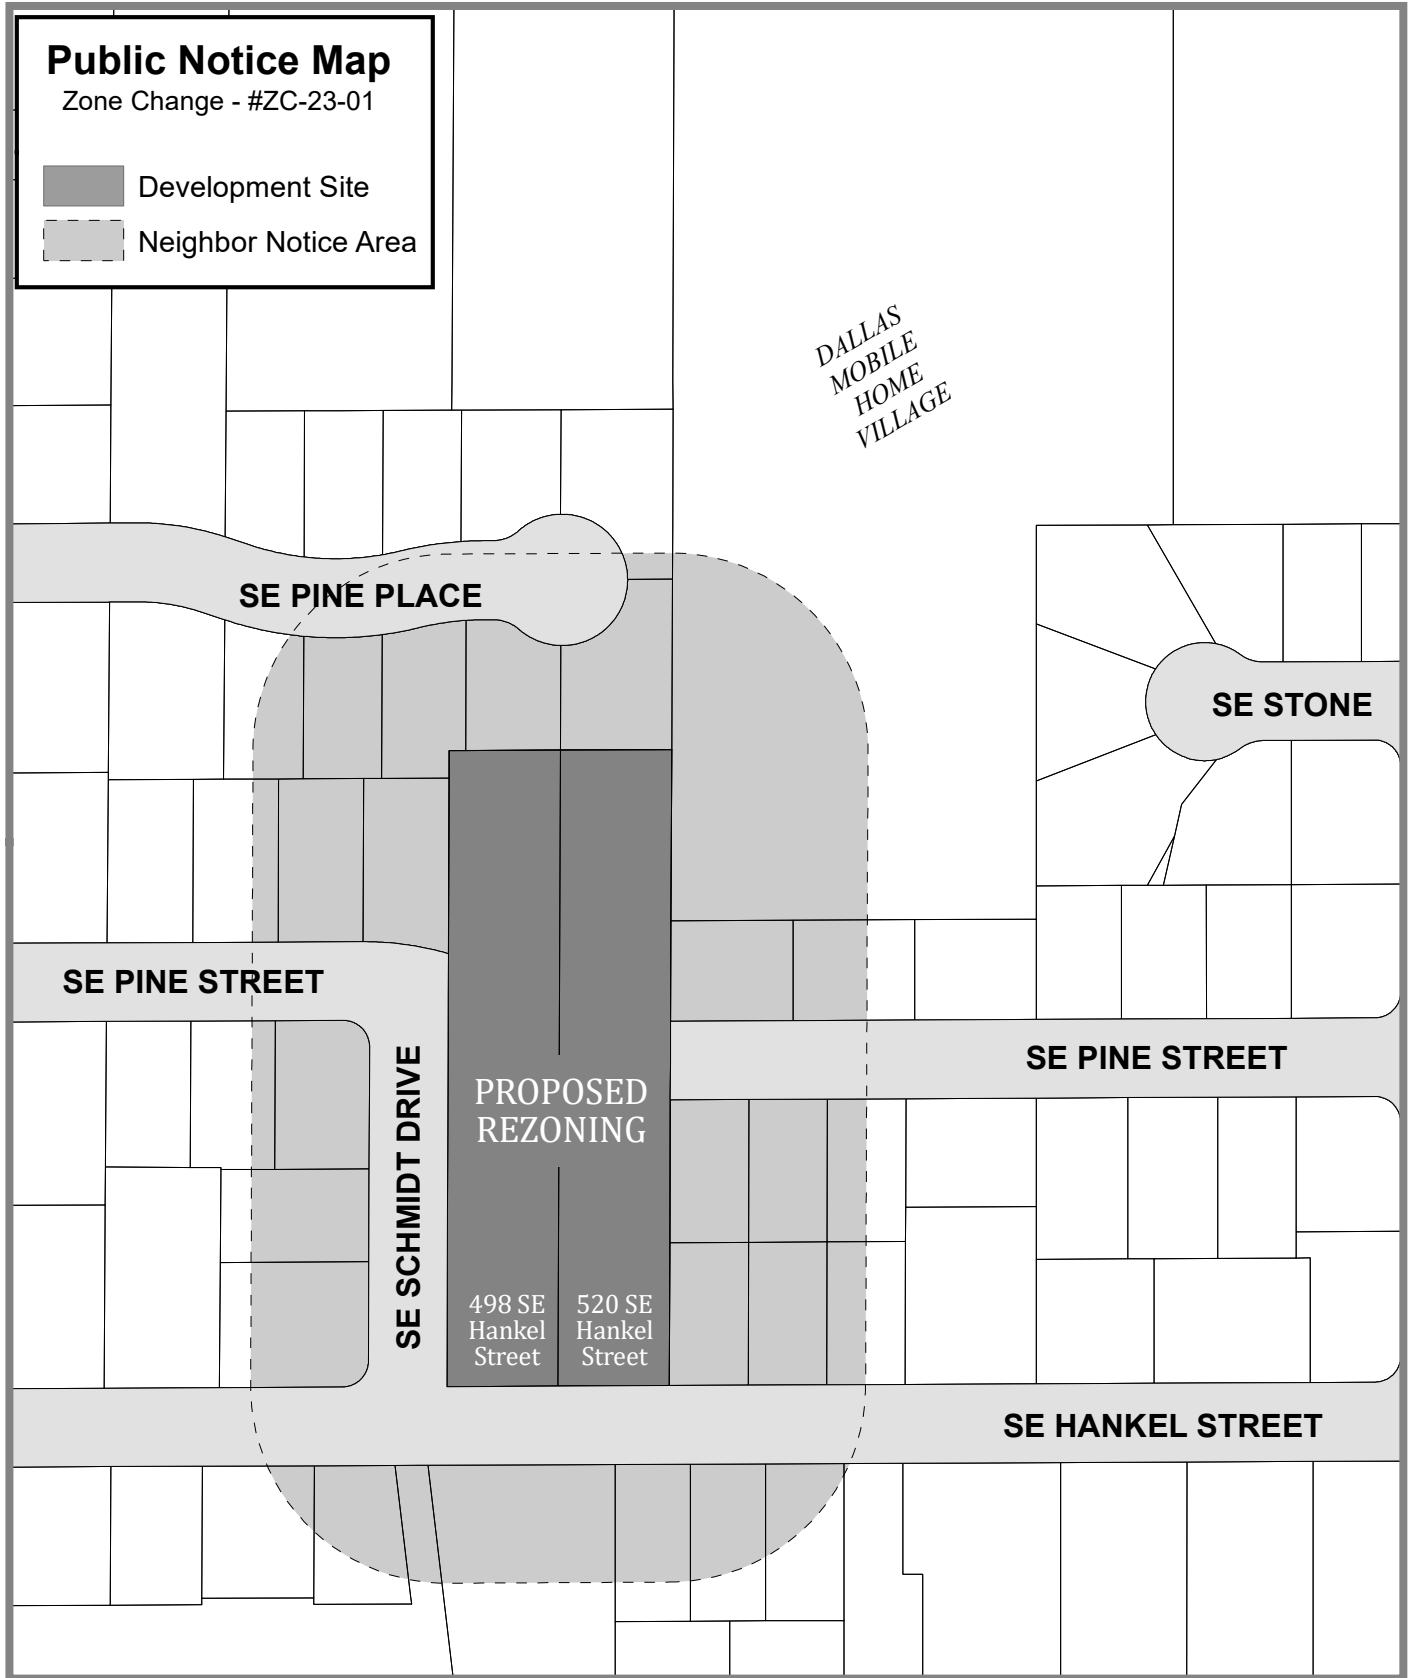 Public Notice Map
Zone Change - #ZC-23-01
Development Site
Neighbor Notice Area
DALLAS
MOBILE
HOME
VILLAGE
SE PINE PLACE
SE STONE
SE PINE STREET
SE PINE STREET
SE SCHMIDT DRIVE
PROPOSED
REZONING
498 SE
Hankel
Street
520 SE
Hankel
Street
SE HANKEL STREET